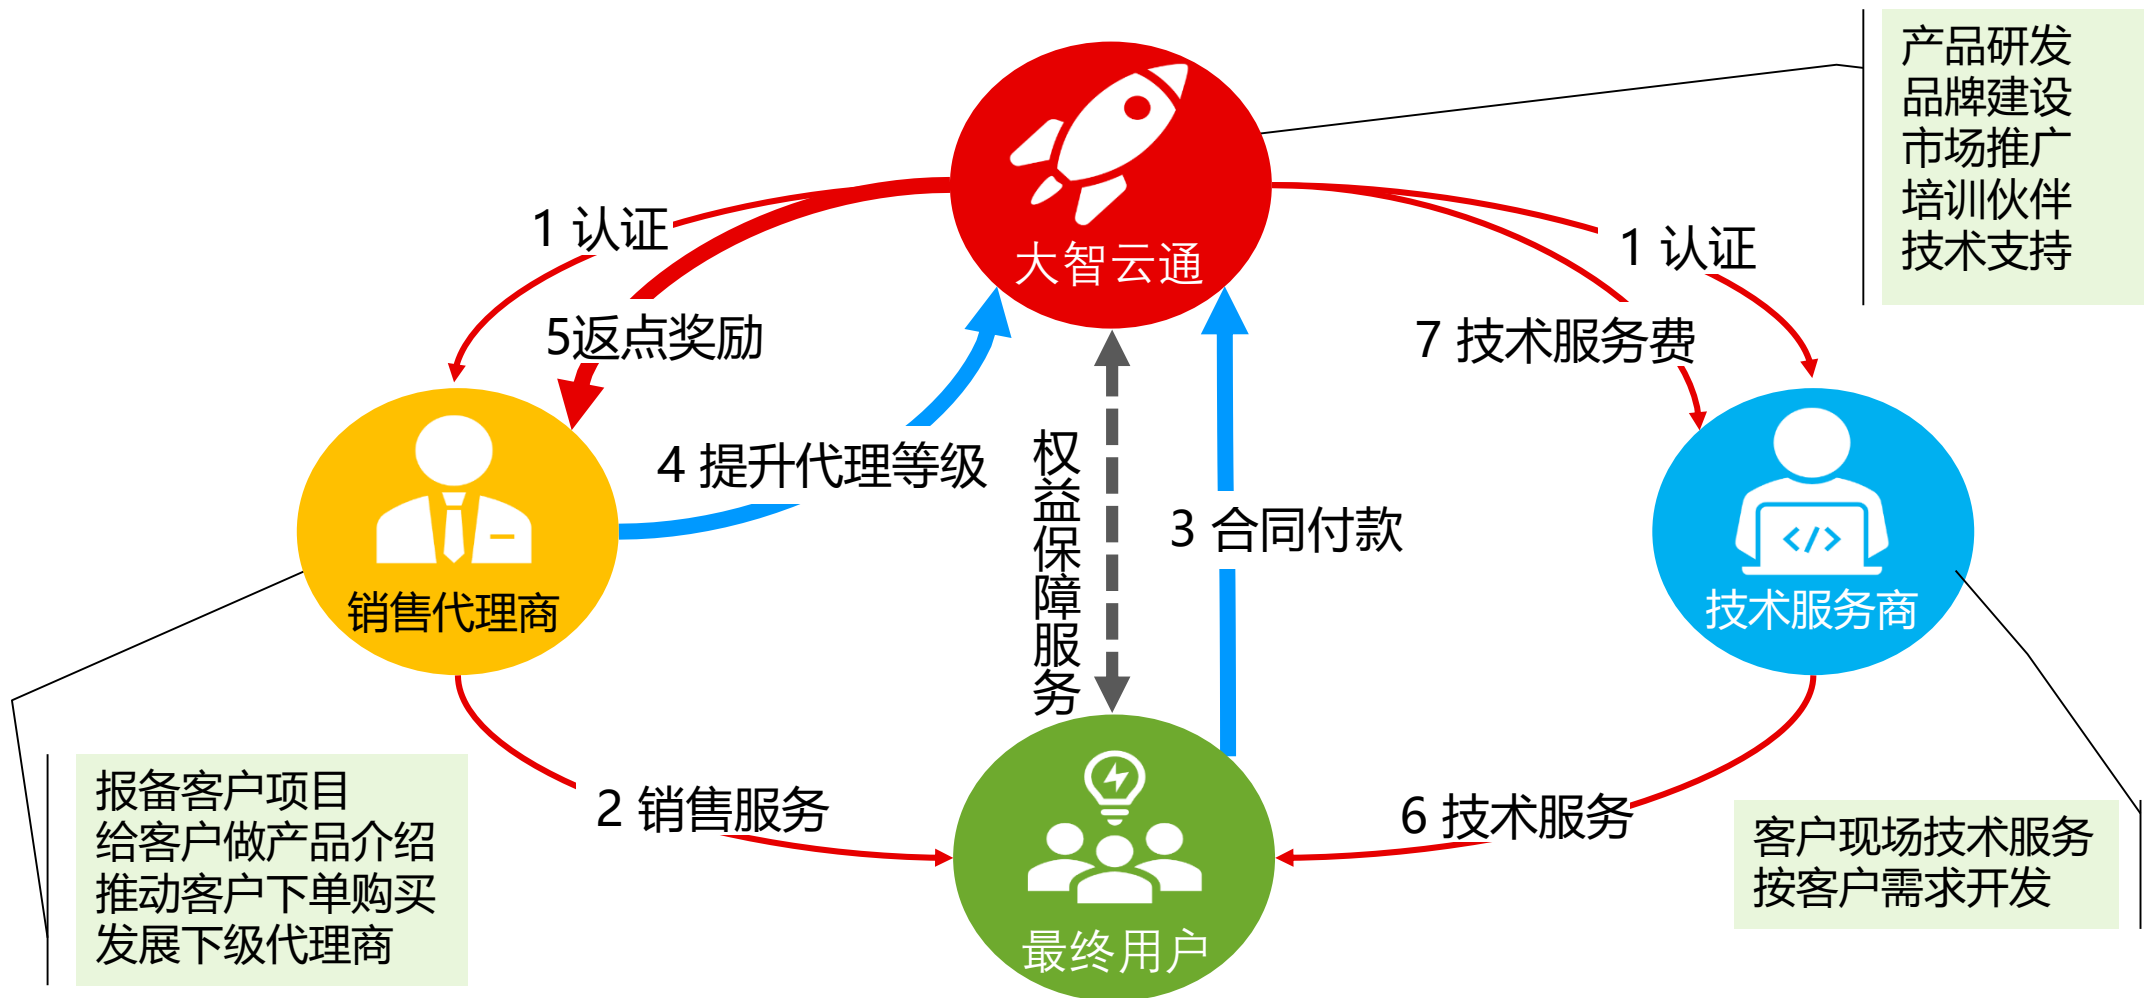 产品研发
品牌建设
市场推广
培训伙伴
技术支持
大智云通
1 认证
1 认证
5返点奖励
7 技术服务费
4 提升代理等级
权益保障服务
3 合同付款
销售代理商
技术服务商
2 销售服务
6 技术服务
报备客户项目
给客户做产品介绍
推动客户下单购买
发展下级代理商
客户现场技术服务
按客户需求开发
最终用户